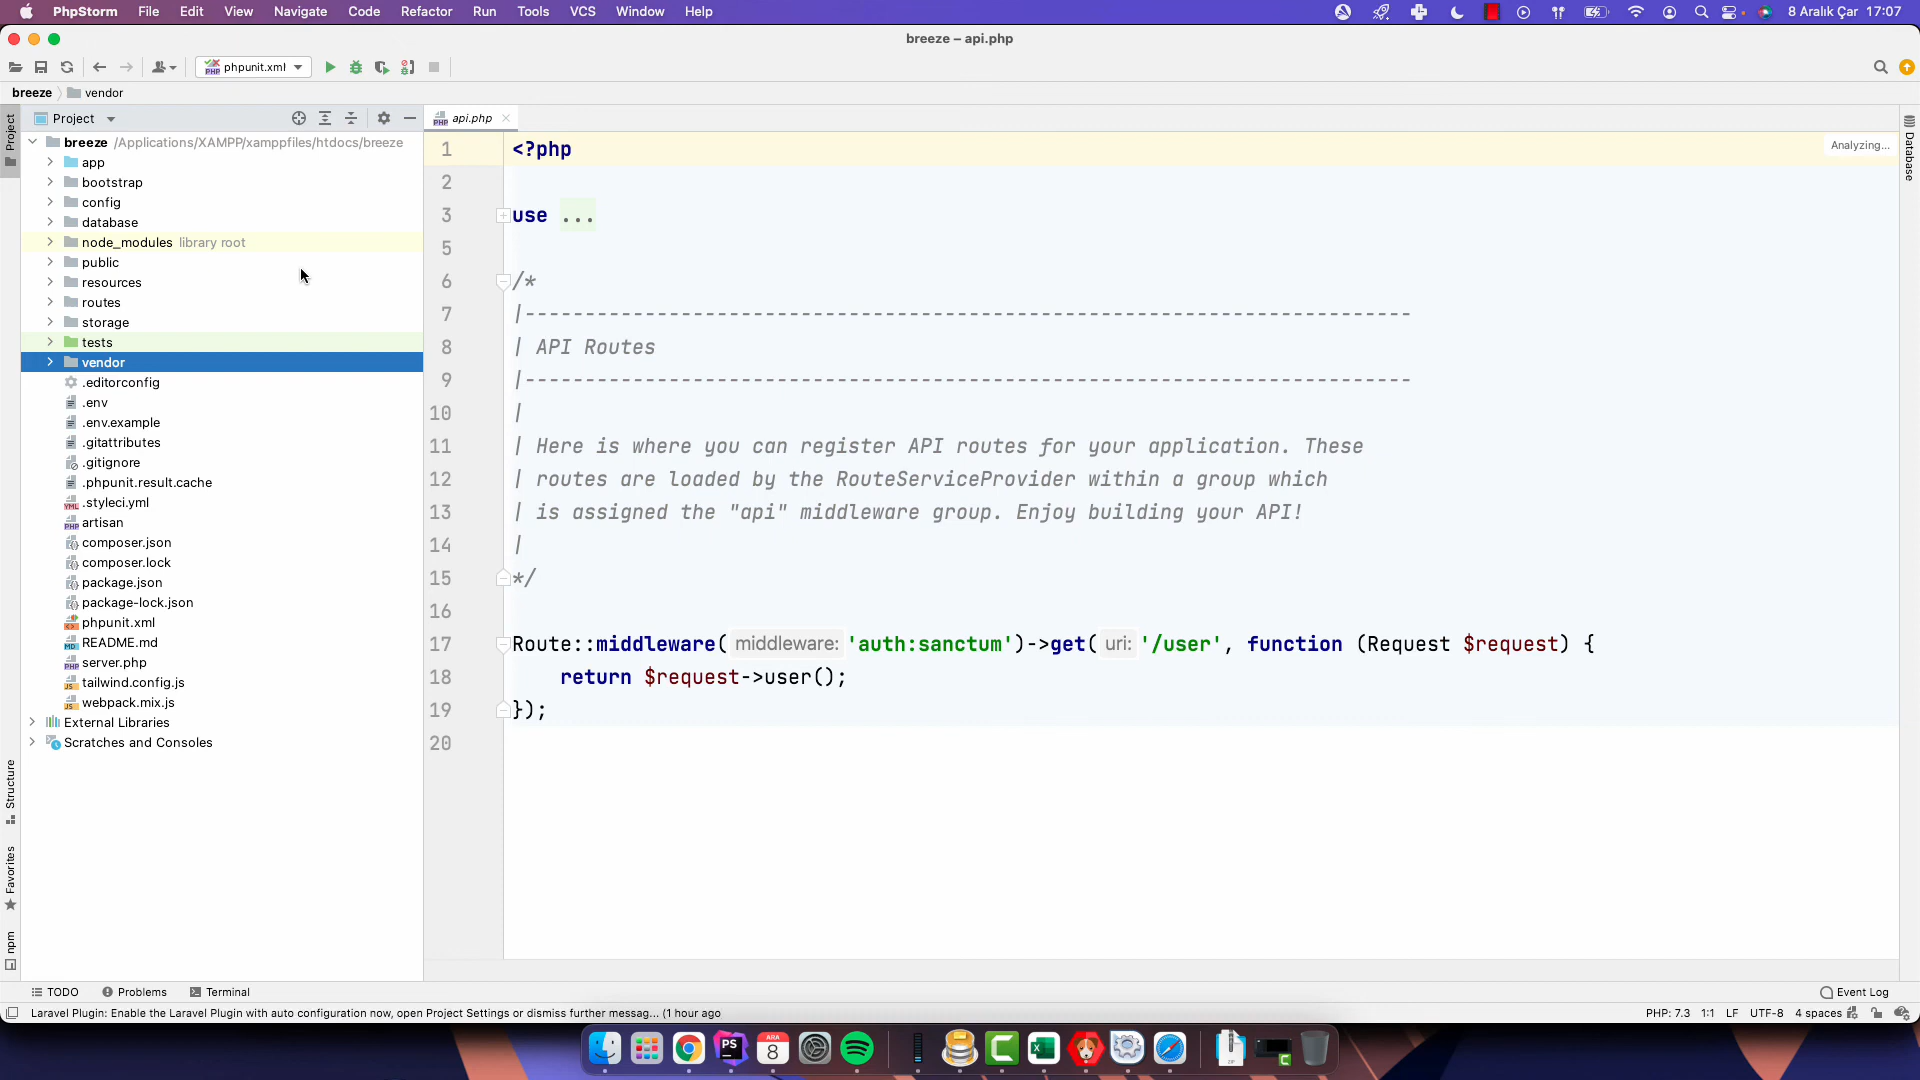 PhpStorm File Edit View Navigate Code Refactor Run Tools VCS Window Help 8 Aralık Çar 17:07
breeze – api.php
phpunit.xml
breeze vendor
Project
api.php
Project
breeze /Applications/XAMPP/xamppfiles/htdocs/breeze
app
bootstrap
config
database
node_modules library root
public
resources
routes
storage
tests
vendor
.editorconfig
.env
.env.example
.gitattributes
.gitignore
.phpunit.result.cache
.styleci.yml
artisan
composer.json
composer.lock
package.json
package-lock.json
phpunit.xml
README.md
server.php
tailwind.config.js
webpack.mix.js
External Libraries
Scratches and Consoles
Structure
Favorites
npm
1 <?php
2
3 use ...
5
6 /*
7 |--------------------------------------------------------------------------
8 | API Routes
9 |--------------------------------------------------------------------------
10 |
11 | Here is where you can register API routes for your application. These
12 | routes are loaded by the RouteServiceProvider within a group which
13 | is assigned the "api" middleware group. Enjoy building your API!
14 |
15 */
16
17 Route::middleware( middleware: 'auth:sanctum')->get( uri: '/user', function (Request $request) {
18 return $request->user();
19 });
20
Analyzing...
Database
TODO Problems Terminal Event Log
Laravel Plugin: Enable the Laravel Plugin with auto configuration now, open Project Settings or dismiss further messag... (1 hour ago PHP: 7.3 1:1 LF UTF-8 4 spaces
PS
ARA
8